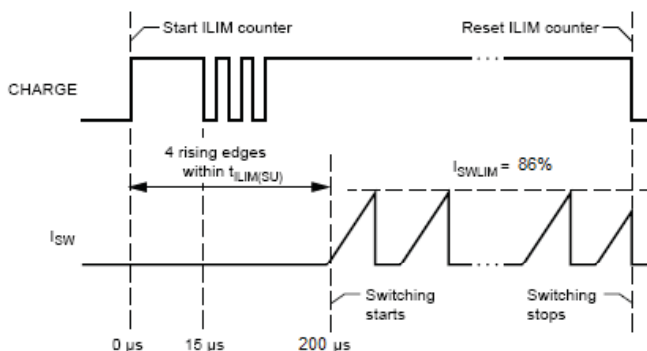 Start ILIM counter
Reset ILIM counter
CHARGE
4 rising edges
within tILIM(SU)
ISWLIM = 86%
ISW
Switching
starts
Switching
stops
0 µs
15 µs
200 µs